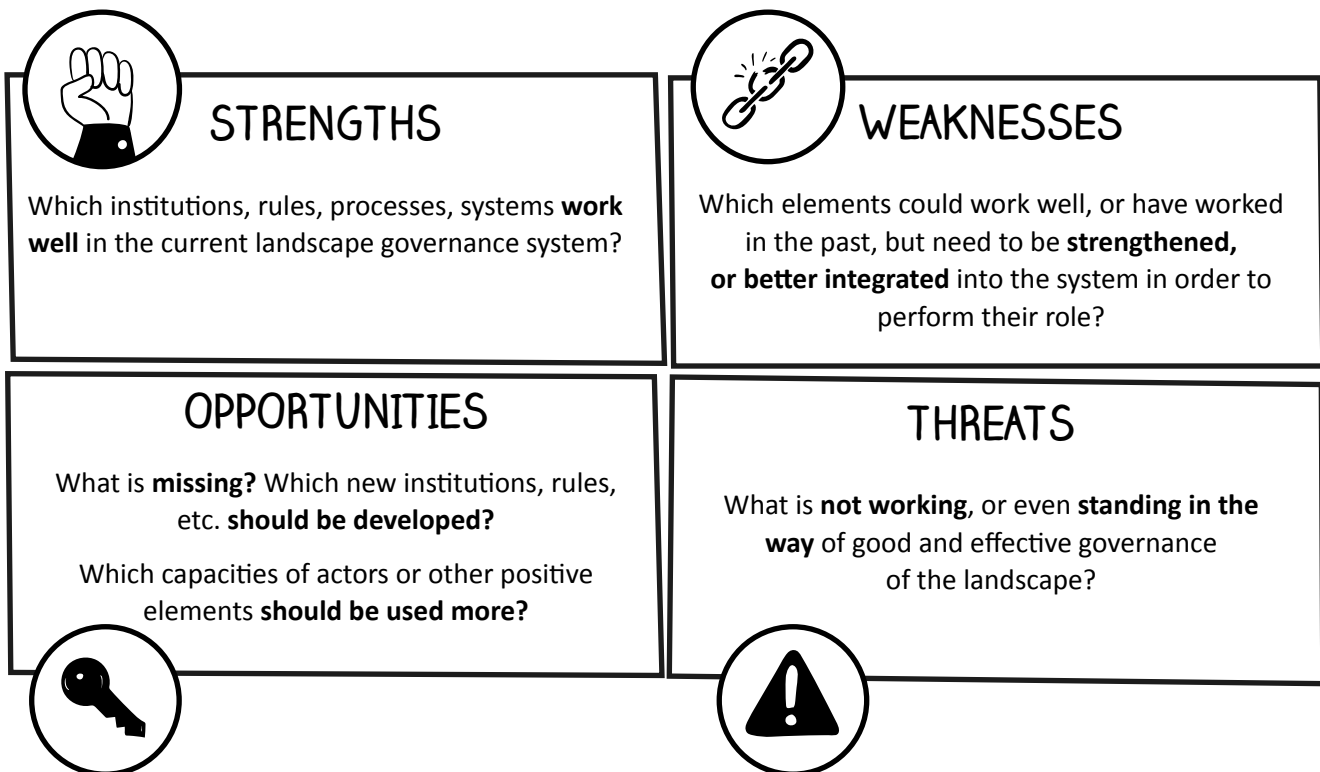 STRENGTHS
Which institutions, rules, processes, systems work
well in the current landscape governance system?
WEAKNESSES
Which elements could work well, or have worked
in the past, but need to be strengthened,
or better integrated into the system in order to
perform their role?
OPPORTUNITIES
What is missing? Which new institutions, rules,
etc. should be developed?
Which capacities of actors or other positive
elements should be used more?
THREATS
What is not working, or even standing in the
way of good and effective governance
of the landscape?